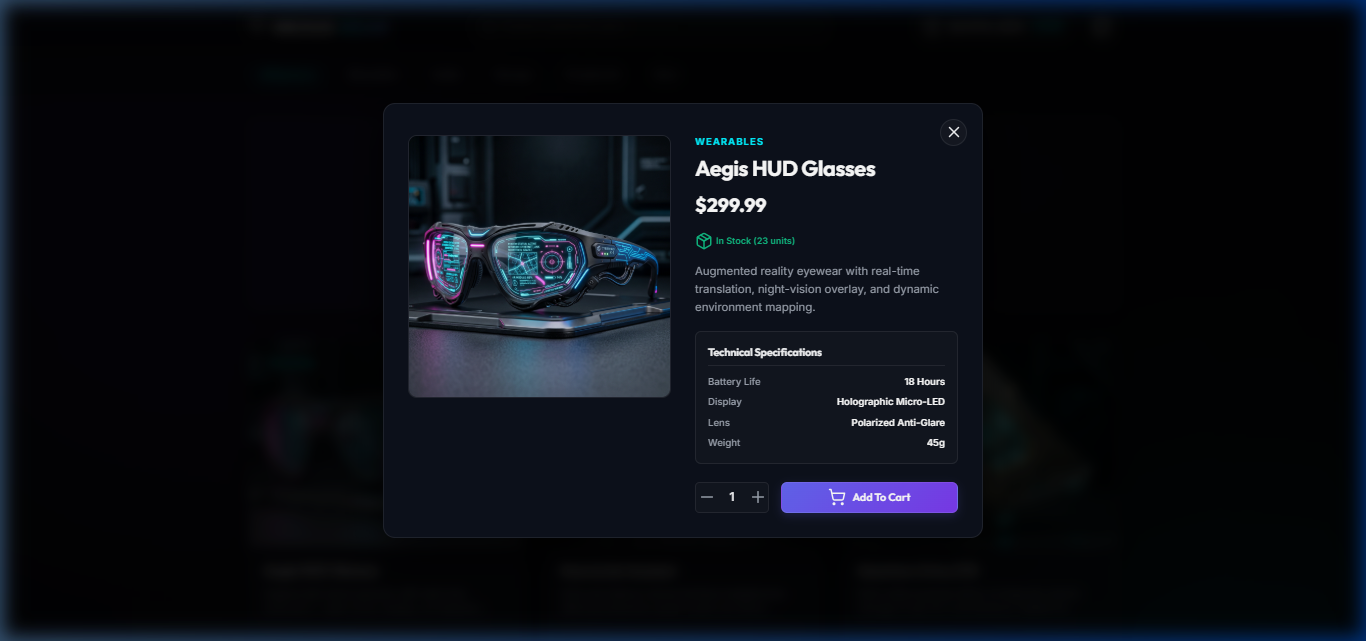 WEARABLES
Aegis HUD Glasses
$299.99
In Stock (23 units)
Augmented reality eyewear with real-time
translation, night-vision overlay, and dynamic
environment mapping.
Technical Specifications
Battery Life 18 Hours
Display Holographic Micro-LED
Lens Polarized Anti-Glare
Weight 45g
1
Add To Cart